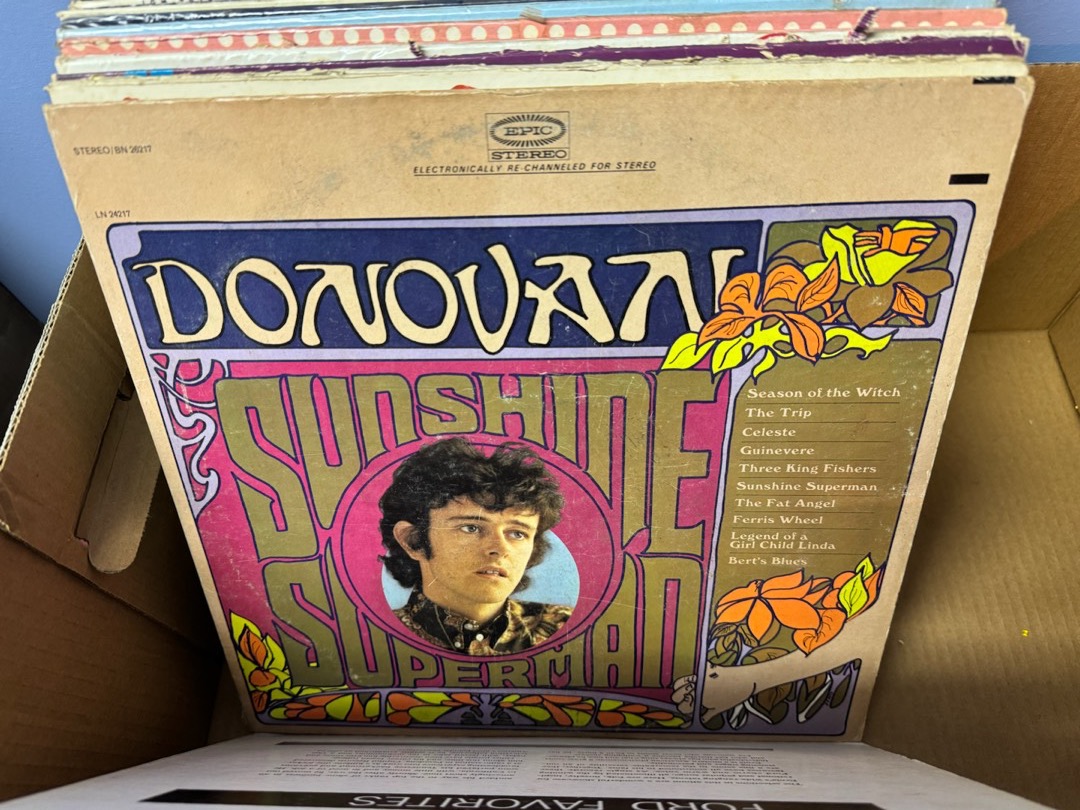 EPIC
STEREO
STEREO|BN 26217
ELECTRONICALLY RE-CHANNELED FOR STEREO
LN 24217
DONOVAN
SUNSHINE
SUPERMAN
Season of the Witch
The Trip
Celeste
Guinevere
Three King Fishers
Sunshine Superman
The Fat Angel
Ferris Wheel
Legend of a
Girl Child Linda
Bert's Blues
FORD FAVORITES